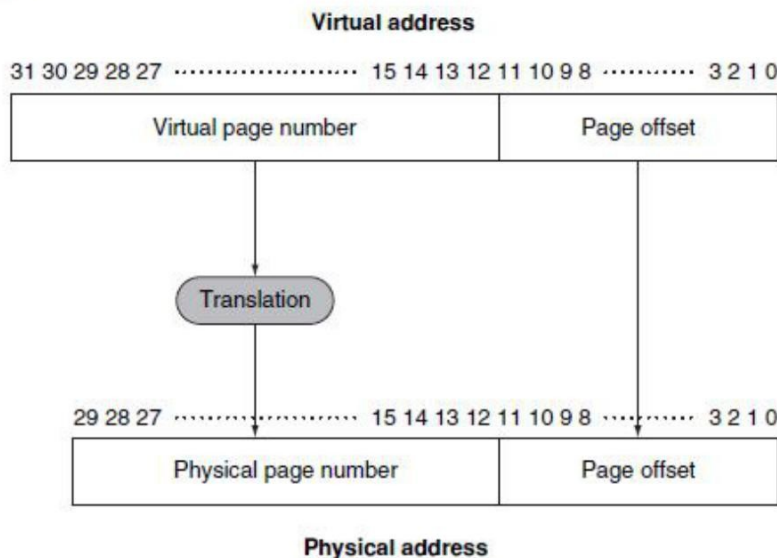 Virtual address
31 30 29 28 27 ························ 15 14 13 12 11 10 9 8 ············ 3 2 1 0
Virtual page number Page offset
Translation
29 28 27 ························ 15 14 13 12 11 10 9 8 ············ 3 2 1 0
Physical page number Page offset
Physical address